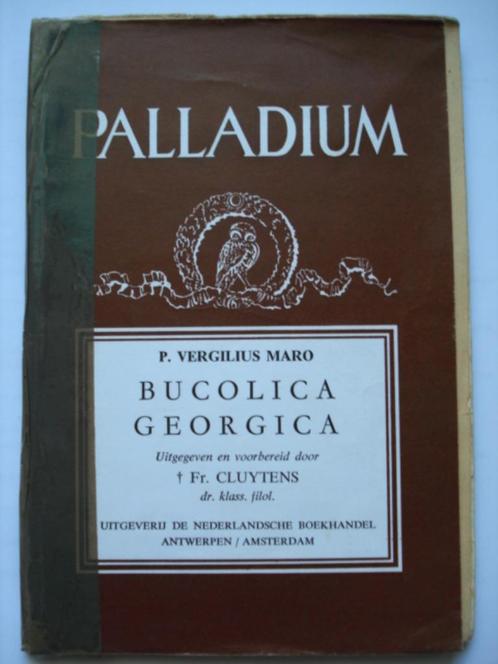 PALLADIUM
P. VERGILIUS MARO
BUCOLICA
GEORGICA
Uitgegeven en voorbereid door
† Fr. CLUYTENS
dr. klass. filol.
UITGEVERIJ DE NEDERLANDSCHE BOEKHANDEL
ANTWERPEN / AMSTERDAM